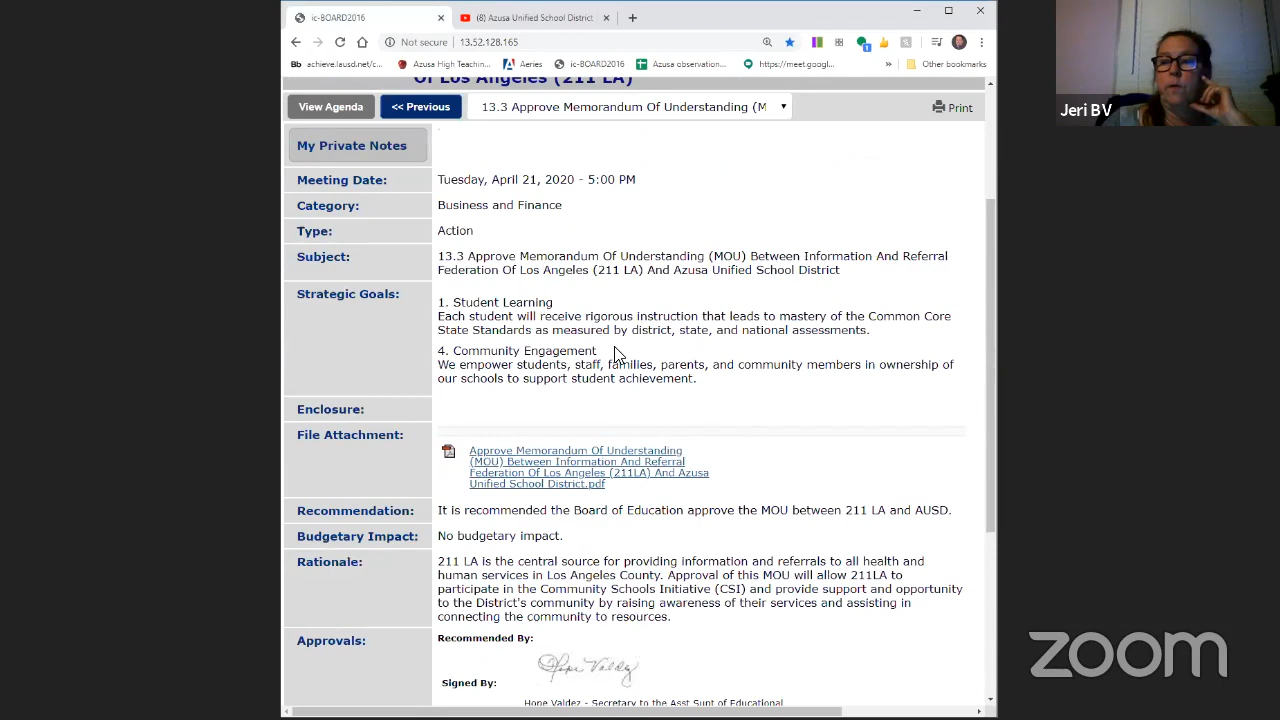 ic-BOARD2016
(8) Azusa Unified School District
Not secure 13.52.128.165
achieve.lausd.net/c...
Azusa High Teachin...
Aeries
ic-BOARD2016
Azusa observation...
https://meet.googl...
»
Other bookmarks
Of Los Angeles (211 LA)
View Agenda
<< Previous
13.3 Approve Memorandum Of Understanding (M
Print
My Private Notes
Meeting Date: Tuesday, April 21, 2020 - 5:00 PM
Category: Business and Finance
Type: Action
Subject: 13.3 Approve Memorandum Of Understanding (MOU) Between Information And Referral
Federation Of Los Angeles (211 LA) And Azusa Unified School District
Strategic Goals:
1. Student Learning
Each student will receive rigorous instruction that leads to mastery of the Common Core
State Standards as measured by district, state, and national assessments.
4. Community Engagement
We empower students, staff, families, parents, and community members in ownership of
our schools to support student achievement.
Enclosure:
File Attachment:
Approve Memorandum Of Understanding
(MOU) Between Information And Referral
Federation Of Los Angeles (211LA) And Azusa
Unified School District.pdf
Recommendation: It is recommended the Board of Education approve the MOU between 211 LA and AUSD.
Budgetary Impact: No budgetary impact.
Rationale: 211 LA is the central source for providing information and referrals to all health and
human services in Los Angeles County. Approval of this MOU will allow 211LA to
participate in the Community Schools Initiative (CSI) and provide support and opportunity
to the District's community by raising awareness of their services and assisting in
connecting the community to resources.
Approvals: Recommended By:
Hope Valdez
Signed By:
Hope Valdez - Secretary to the Asst Supt of Educational
Jeri BV
zoom